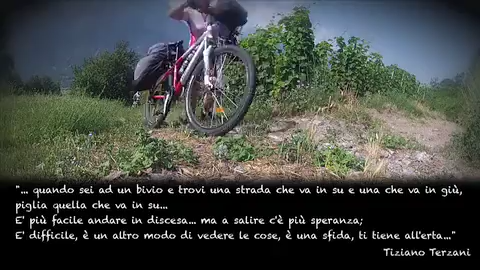 "... quando sei ad un bivio e trovi una strada che va in su e una che va in giù,
piglia quella che va in su...
E' più facile andare in discesa... ma a salire c'è più speranza;
E' difficile, è un altro modo di vedere le cose, è una sfida, ti tiene all'erta..."
Tiziano Terzani